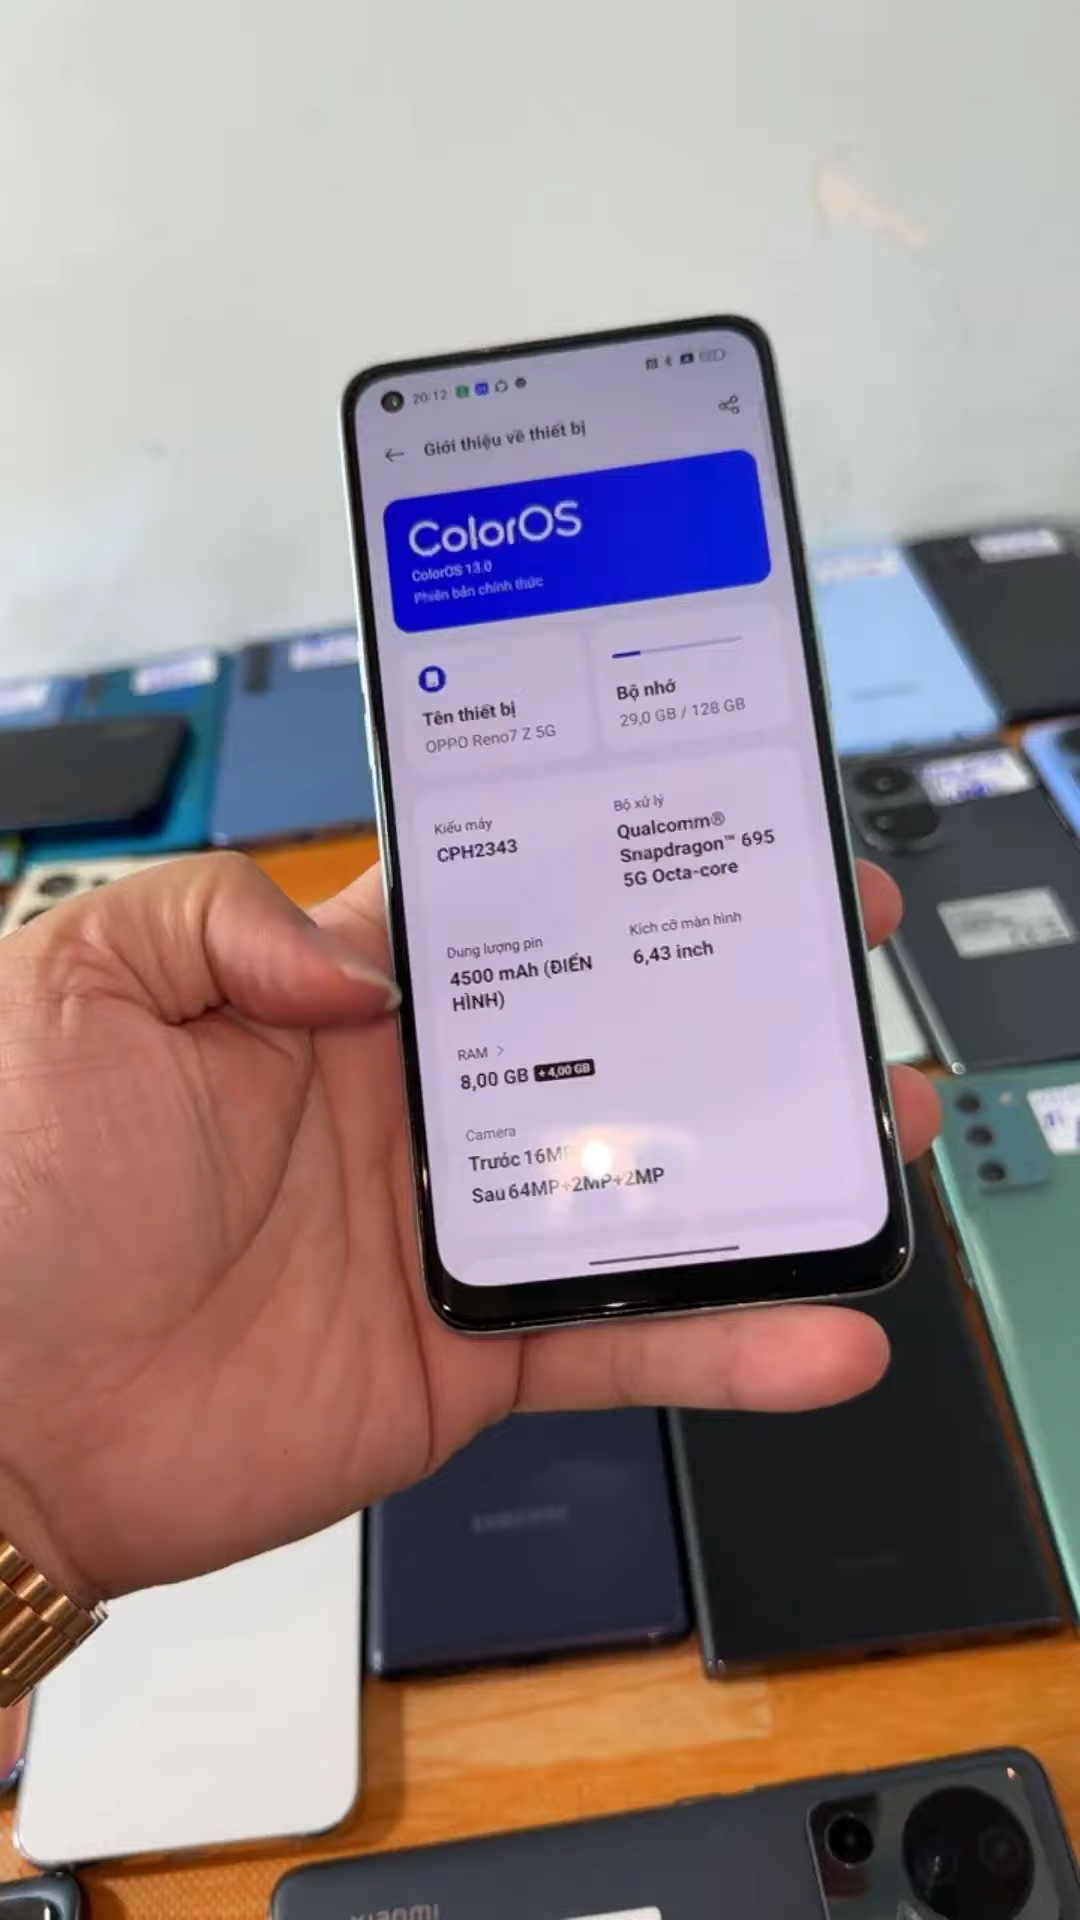 20:12
Giới thiệu về thiết bị
ColorOS
ColorOS 13.0
Phiên bản chính thức
Tên thiết bị
OPPO Reno7 Z 5G
Bộ nhớ
29,0 GB / 128 GB
Kiểu máy
CPH2343
Bộ xử lý
Qualcomm®
Snapdragon™ 695
5G Octa-core
Dung lượng pin
4500 mAh (ĐIỂN
HÌNH)
Kích cỡ màn hình
6,43 inch
RAM
8,00 GB +4,00 GB
Camera
Trước 16MP
Sau 64MP+2MP+2MP
SAMSUNG
xiaomi